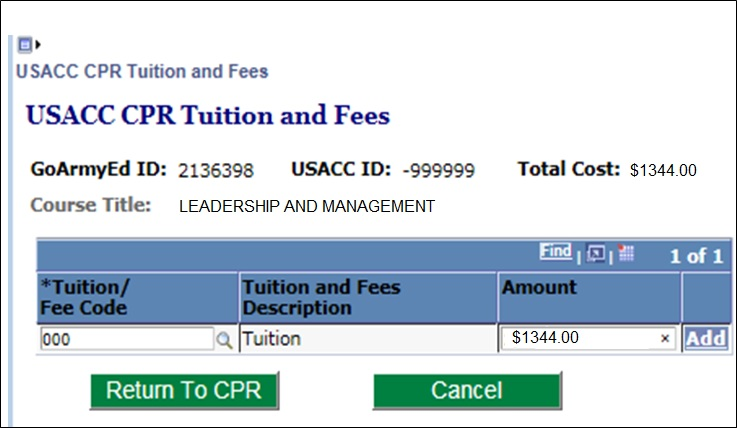 USACC CPR Tuition and Fees
USACC CPR Tuition and Fees
GoArmyEd ID: 2136398 USACC ID: -999999 Total Cost: $1344.00
Course Title: LEADERSHIP AND MANAGEMENT
Find | | 1 of 1
*Tuition/ Fee Code Tuition and Fees Description Amount
000 Tuition $1344.00 × Add
Return To CPR Cancel